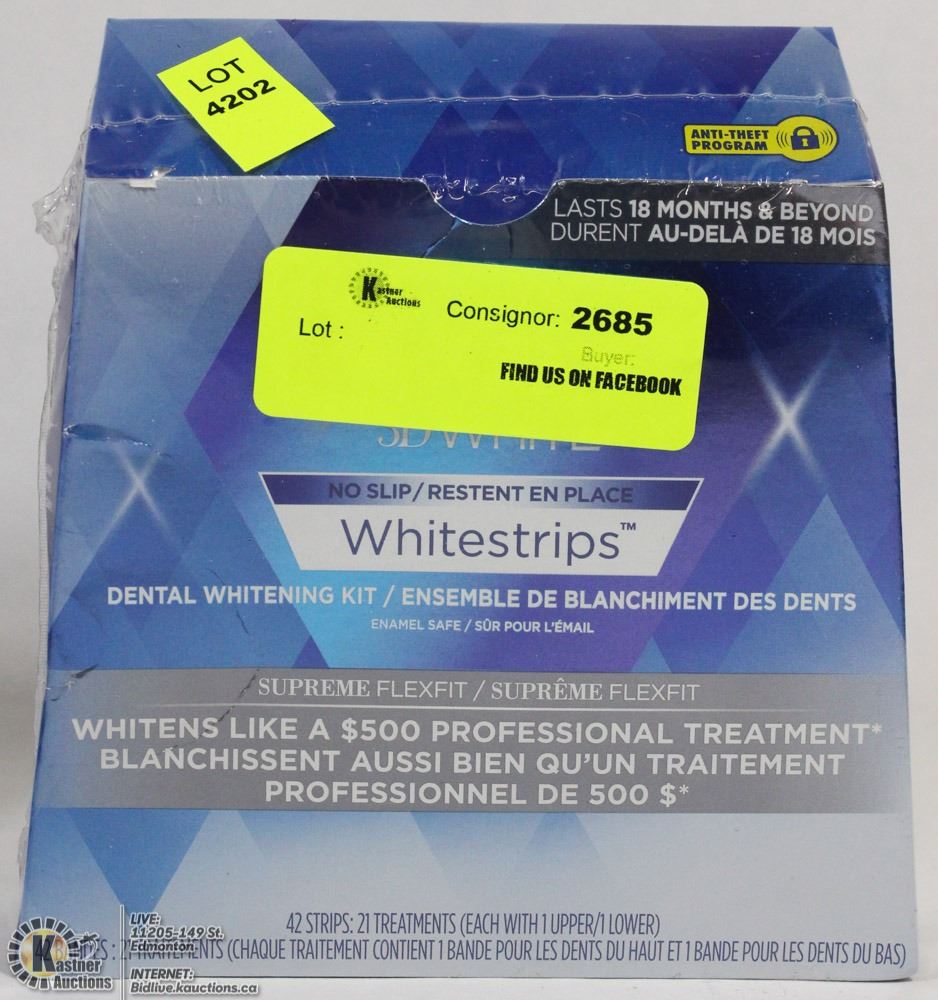 LOT
4202
ANTI-THEFT
PROGRAM
LASTS 18 MONTHS & BEYOND
DURENT AU-DELÀ DE 18 MOIS
Kastner
Auctions
Consignor: 2685
Lot :
Buyer:
FIND US ON FACEBOOK
3D WHITE
NO SLIP/RESTENT EN PLACE
Whitestrips™
DENTAL WHITENING KIT / ENSEMBLE DE BLANCHIMENT DES DENTS
ENAMEL SAFE / SÛR POUR L'ÉMAIL
SUPREME FLEXFIT / SUPRÊME FLEXFIT
WHITENS LIKE A $500 PROFESSIONAL TREATMENT*
BLANCHISSENT AUSSI BIEN QU'UN TRAITEMENT
PROFESSIONNEL DE 500 $*
42 STRIPS: 21 TREATMENTS (EACH WITH 1 UPPER/1 LOWER)
(CHAQUE TRAITEMENT CONTIENT 1 BANDE POUR LES DENTS DU HAUT ET 1 BANDE POUR LES DENTS DU BAS)
Kastner
Auctions
LIVE:
11205-149 St.
Edmonton
INTERNET:
Bidlive.kauctions.ca